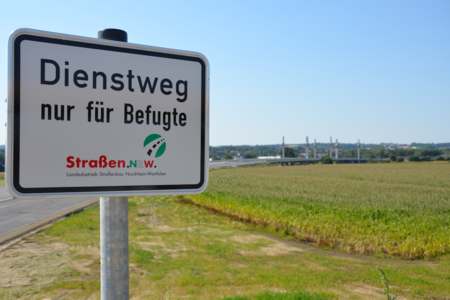 Dienstweg
nur für Befugte
Straßen.NRW.
Landesbetrieb Straßenbau Nordrhein-Westfalen